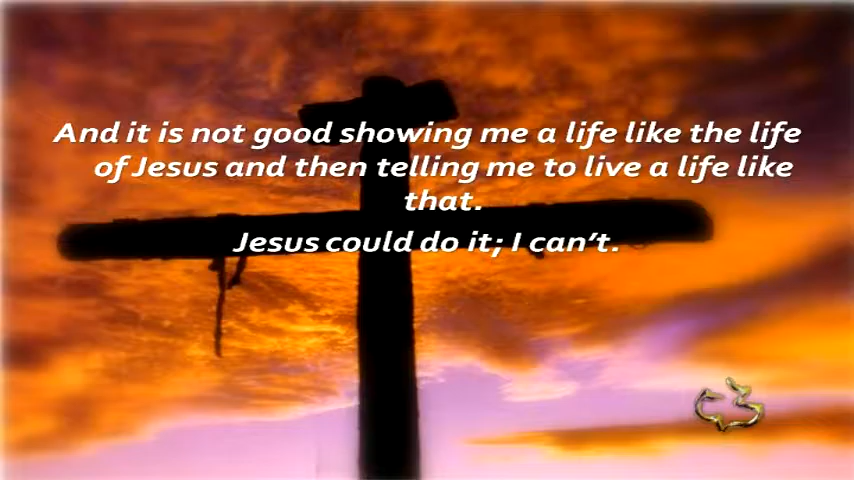 And it is not good showing me a life like the life
of Jesus and then telling me to live a life like
that.
Jesus could do it; I can’t.